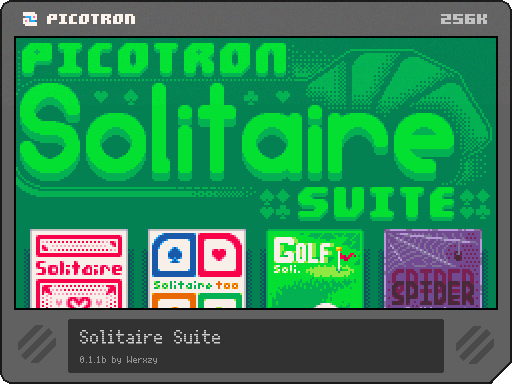 PICOTRON
256K
PICOTRON
Solitaire
SUITE
Solitaire
Solitaire too
GOLF
Soli.
SPIDER
Solitaire Suite
0.1.1b by Werxzy